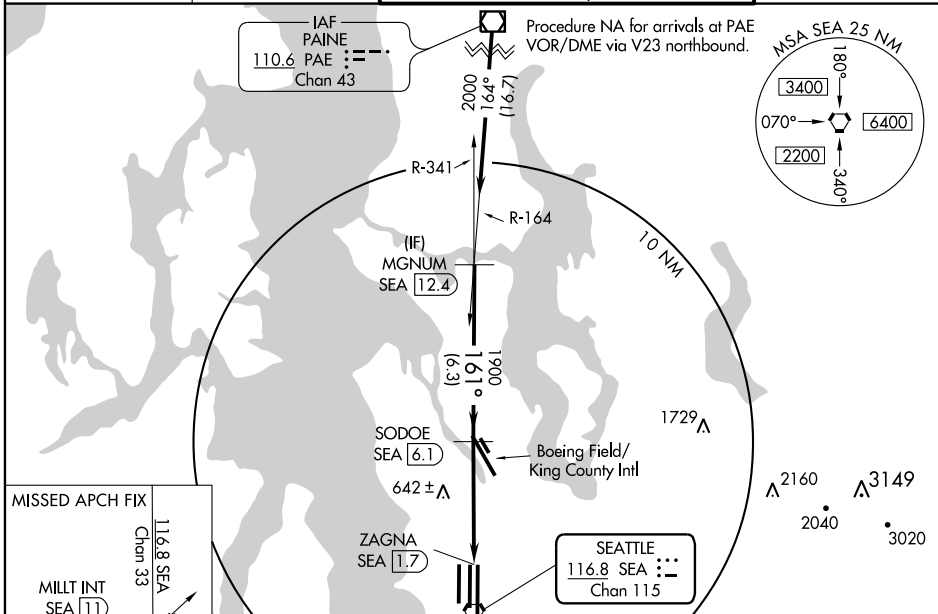 IAF
PAINE
110.6 PAE
Chan 43
Procedure NA for arrivals at PAE
VOR/DME via V23 northbound.
MSA SEA 25 NM
180°
3400
070°
6400
2200
340°
2000
164°
(16.7)
R-341
R-164
(IF)
MGNUM
SEA 12.4
10 NM
1900
161°
(6.3)
1729
SODOE
SEA 6.1
Boeing Field/
King County Intl
642 ±
2160
3149
2040
3020
MISSED APCH FIX
116.8 SEA
Chan 33
MILLT INT
SEA 11
ZAGNA
SEA 1.7
SEATTLE
116.8 SEA
Chan 115